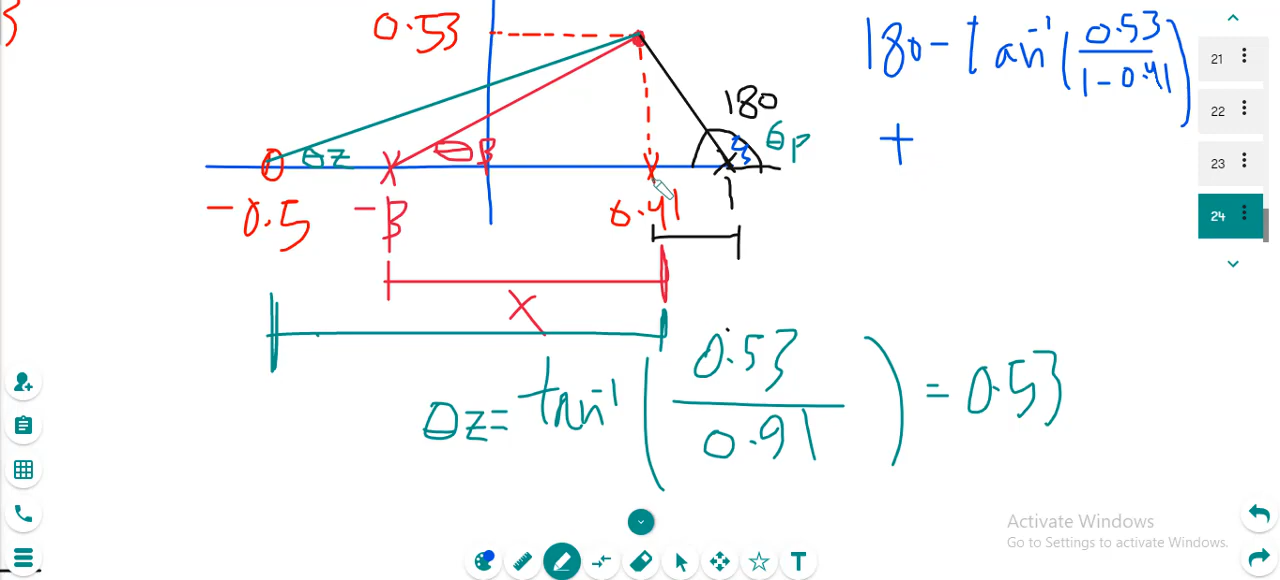 3
0.53
180 - tan⁻¹(0.53/1 - 0.41)
+
180
θz
θβ
θp
-0.5
-β
0.41
1
X
θz = tan⁻¹(0.53/0.91) = 0.53
21
22
23
24
Activate Windows
Go to Settings to activate Windows.
T